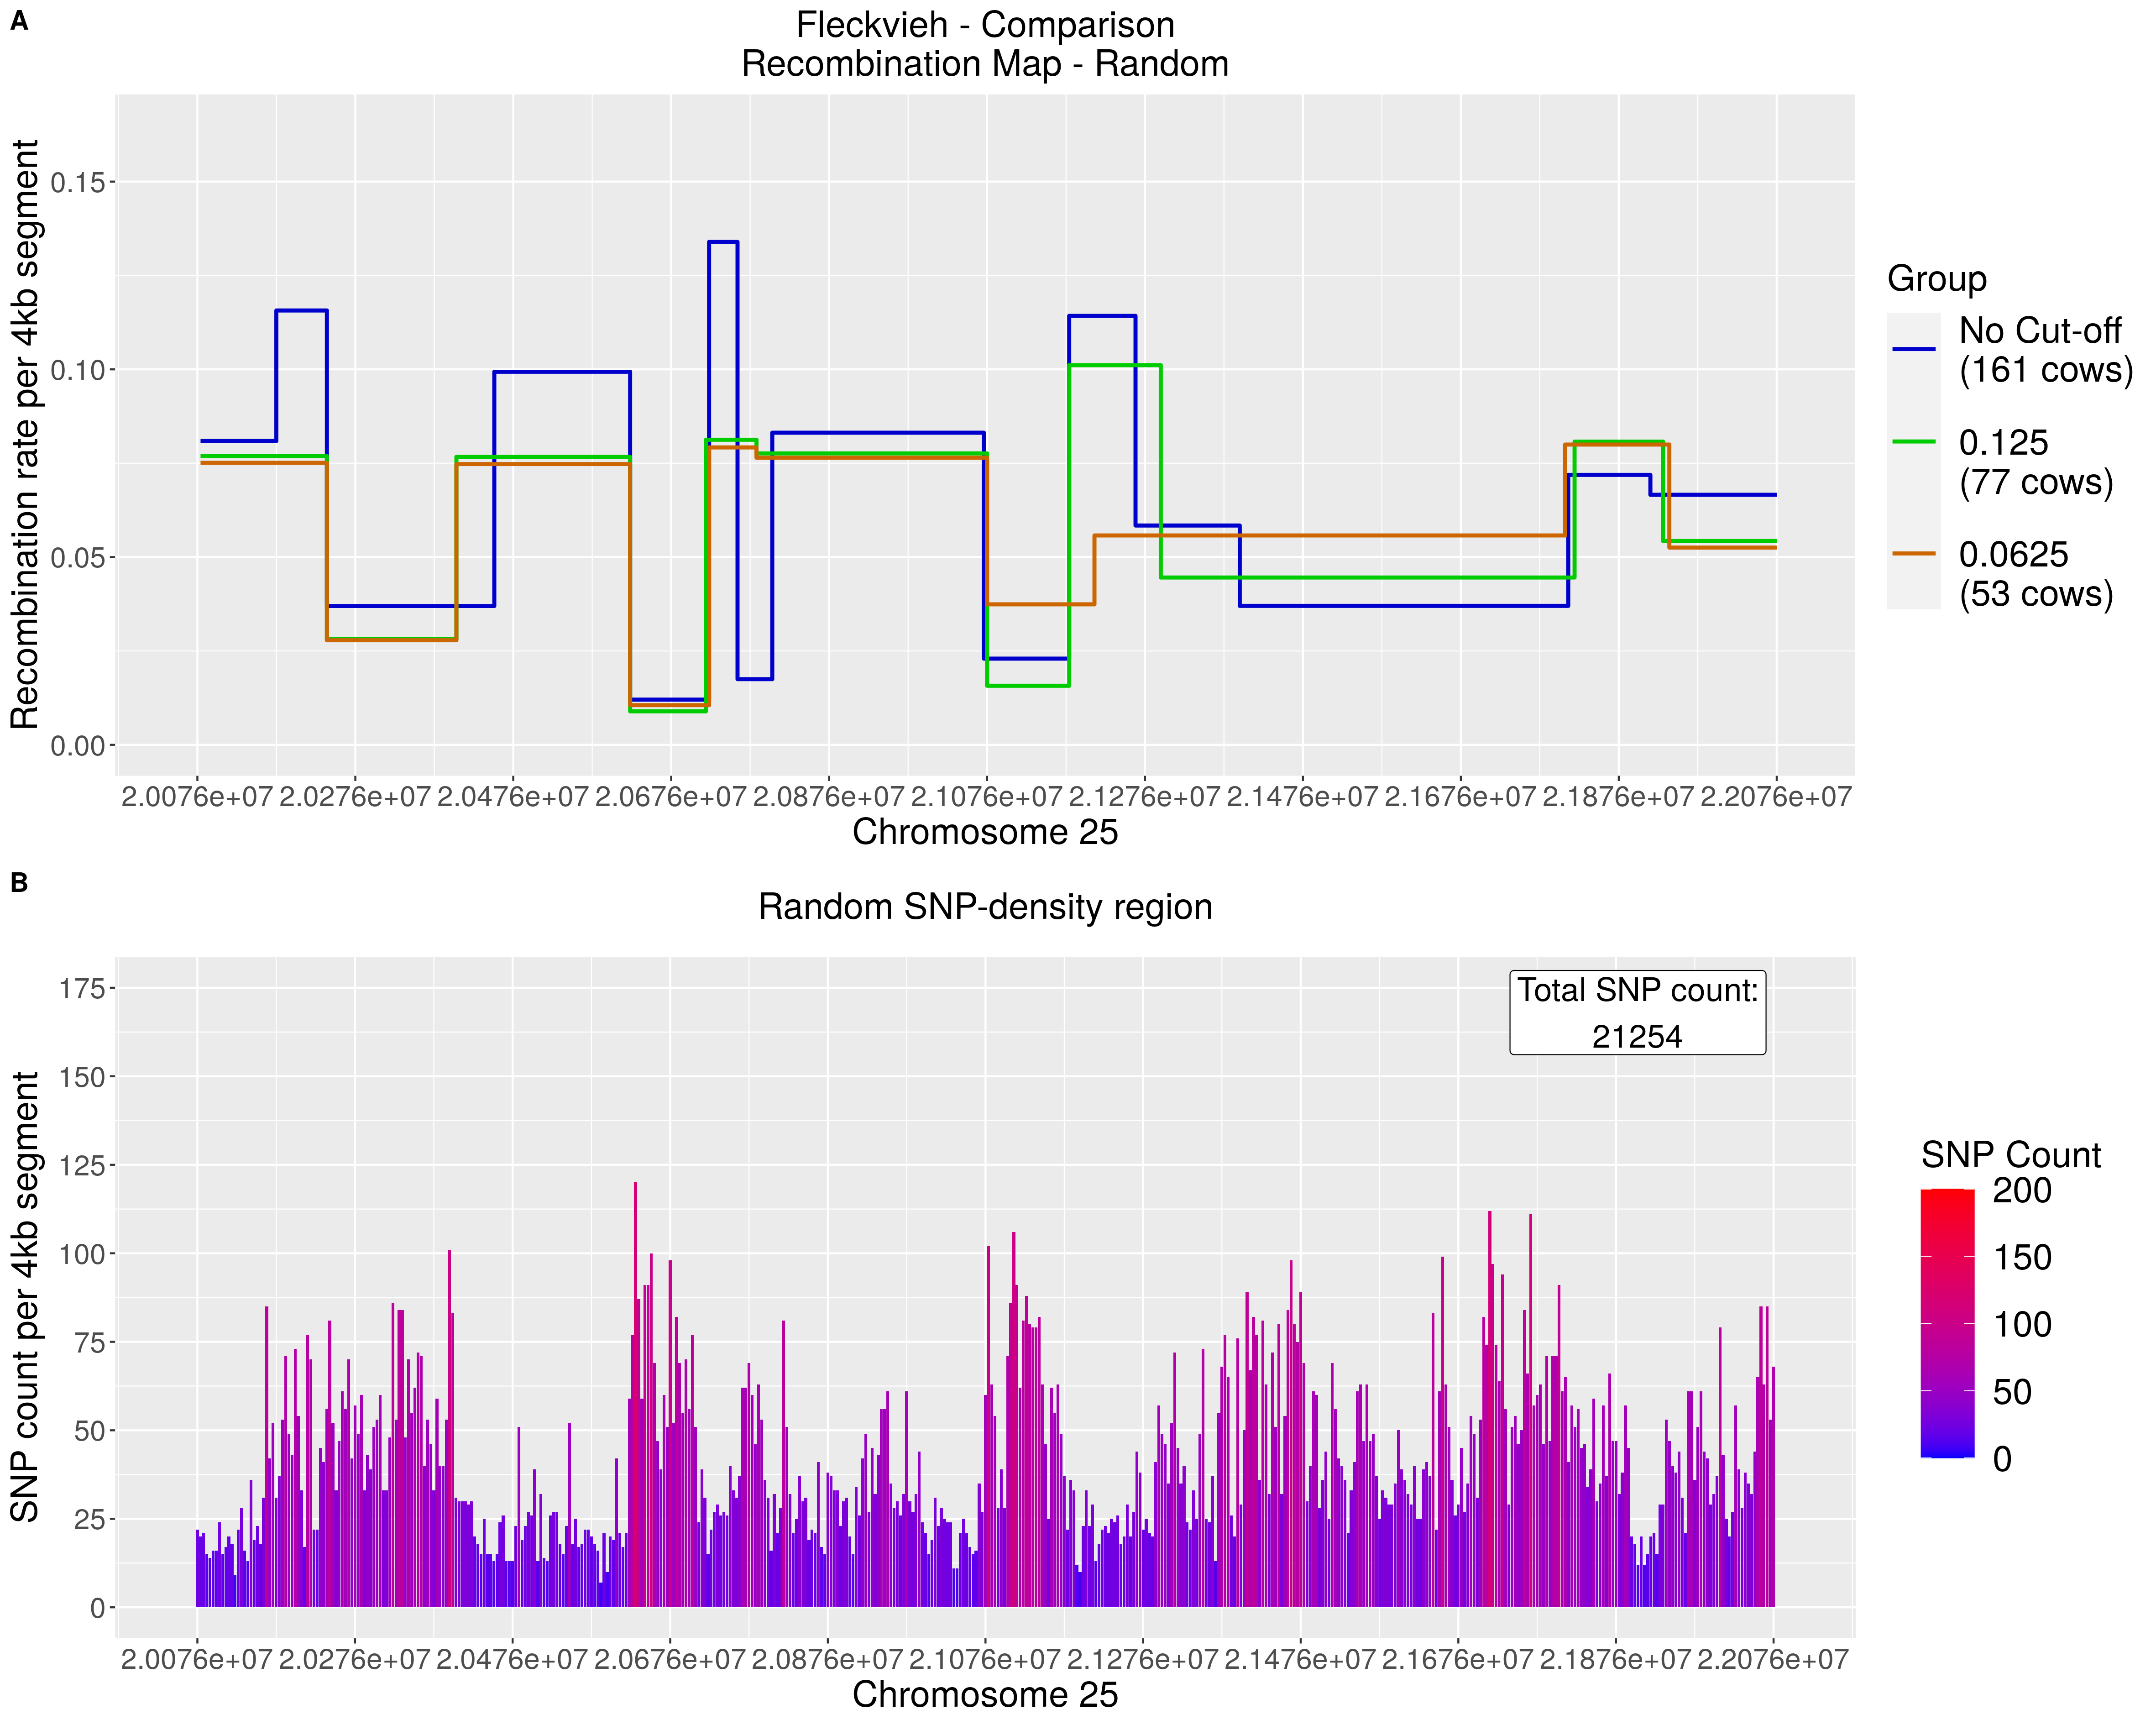 A
Fleckvieh - Comparison
Recombination Map - Random
Recombination rate per 4kb segment
0.15
0.10
0.05
0.00
2.0076e+07 2.0276e+07 2.0476e+07 2.0676e+07 2.0876e+07 2.1076e+07 2.1276e+07 2.1476e+07 2.1676e+07 2.1876e+07 2.2076e+07
Chromosome 25
Group
No Cut-off
(161 cows)
0.125
(77 cows)
0.0625
(53 cows)
B
Random SNP-density region
SNP count per 4kb segment
175
150
125
100
75
50
25
0
Total SNP count:
21254
2.0076e+07 2.0276e+07 2.0476e+07 2.0676e+07 2.0876e+07 2.1076e+07 2.1276e+07 2.1476e+07 2.1676e+07 2.1876e+07 2.2076e+07
Chromosome 25
SNP Count
200
150
100
50
0